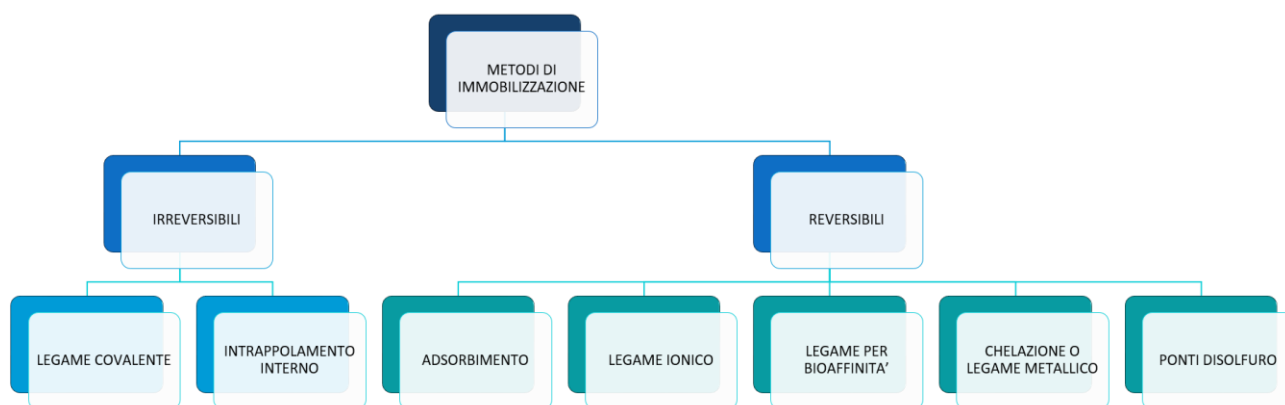 METODI DI
IMMOBILIZZAZIONE
IRREVERSIBILI
REVERSIBILI
LEGAME COVALENTE
INTRAPPOLAMENTO
INTERNO
ADSORBIMENTO
LEGAME IONICO
LEGAME PER
BIOAFFINITA’
CHELAZIONE O
LEGAME METALLICO
PONTI DISOLFURO